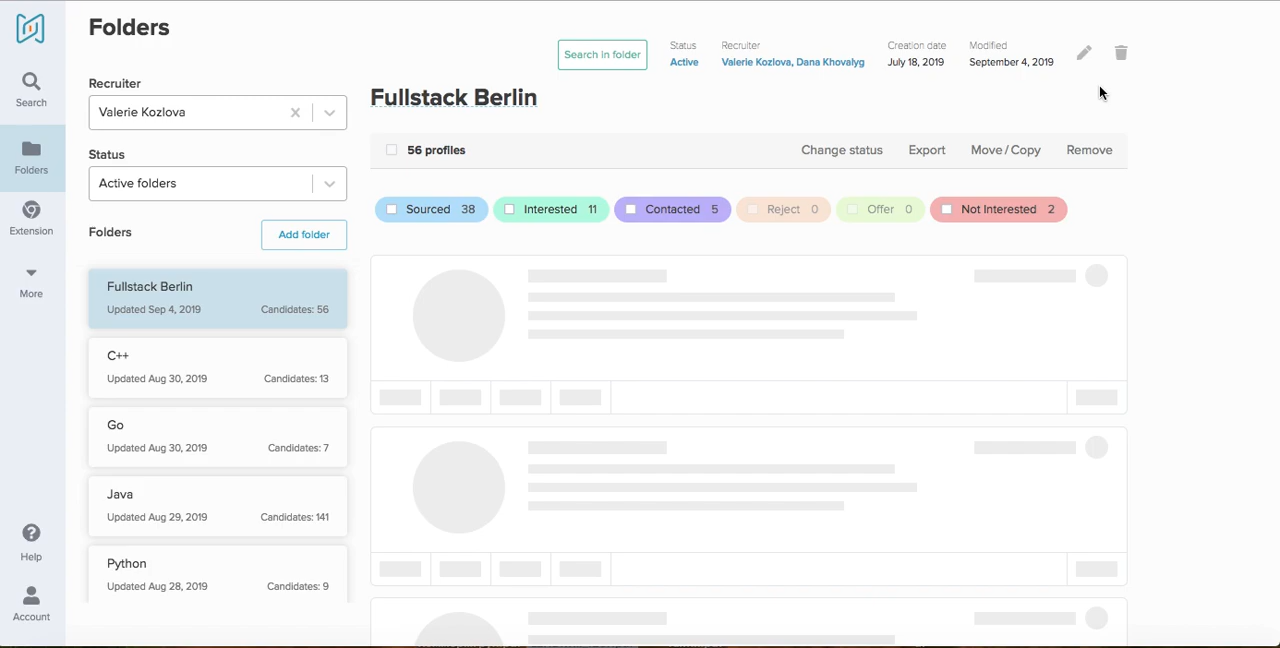 Folders
Search in folder
Status
Active
Recruiter
Valerie Kozlova, Dana Khovalyg
Creation date
July 18, 2019
Modified
September 4, 2019
Search
Folders
Extension
More
Help
Account
Recruiter
Valerie Kozlova
Status
Active folders
Folders
Add folder
Fullstack Berlin
Updated Sep 4, 2019 Candidates: 56
C++
Updated Aug 30, 2019 Candidates: 13
Go
Updated Aug 30, 2019 Candidates: 7
Java
Updated Aug 29, 2019 Candidates: 141
Python
Updated Aug 28, 2019 Candidates: 9
Fullstack Berlin
56 profiles Change status Export Move / Copy Remove
Sourced 38 Interested 11 Contacted 5 Reject 0 Offer 0 Not Interested 2